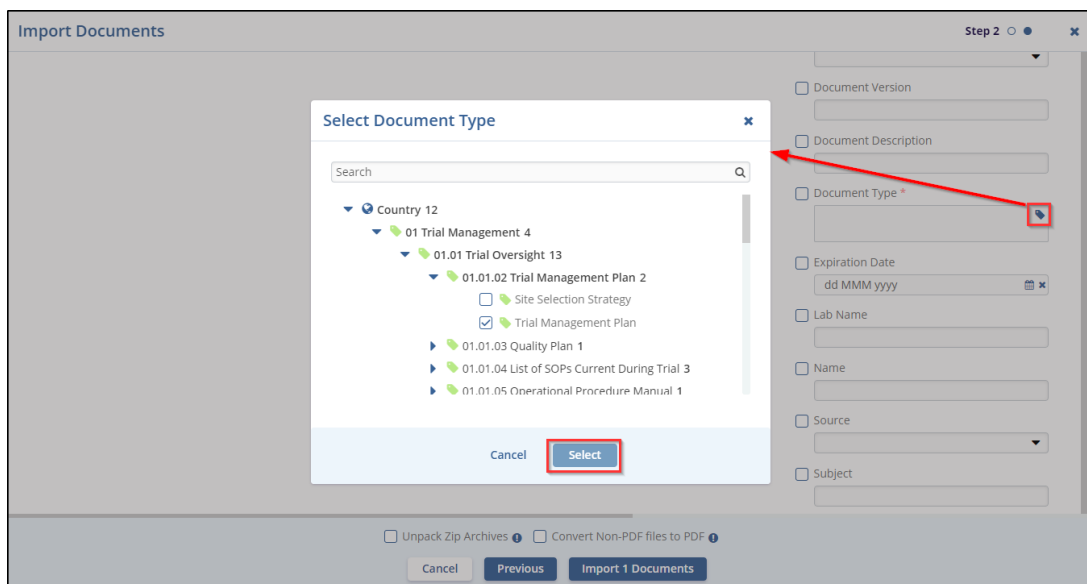 Import Documents
Step 2
Document Version
Document Description
Document Type *
Expiration Date
dd MMM yyyy
Lab Name
Name
Source
Subject
Select Document Type
Search
Country 12
01 Trial Management 4
01.01 Trial Oversight 13
01.01.02 Trial Management Plan 2
Site Selection Strategy
Trial Management Plan
01.01.03 Quality Plan 1
01.01.04 List of SOPs Current During Trial 3
01.01.05 Operational Procedure Manual 1
Cancel
Select
Unpack Zip Archives
Convert Non-PDF files to PDF
Cancel
Previous
Import 1 Documents